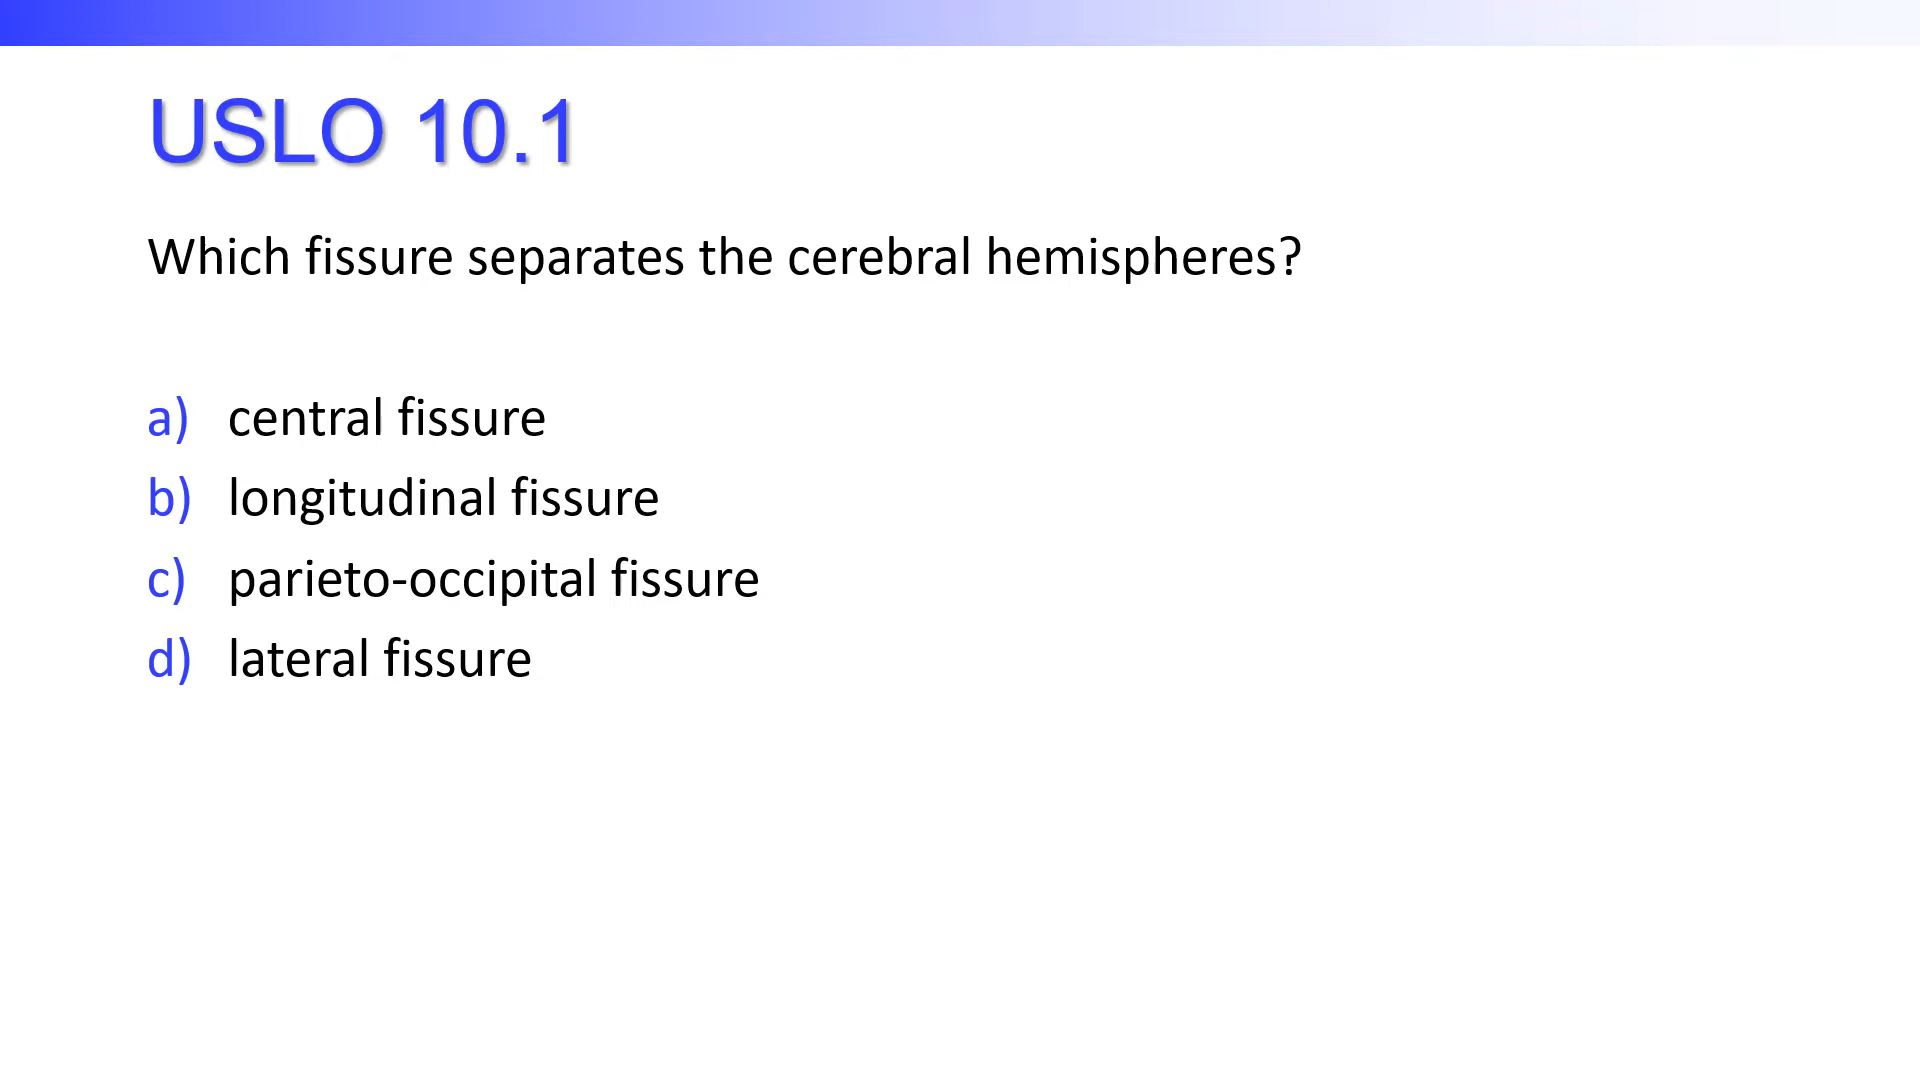 USLO 10.1
Which fissure separates the cerebral hemispheres?
a) central fissure
b) longitudinal fissure
c) parieto-occipital fissure
d) lateral fissure